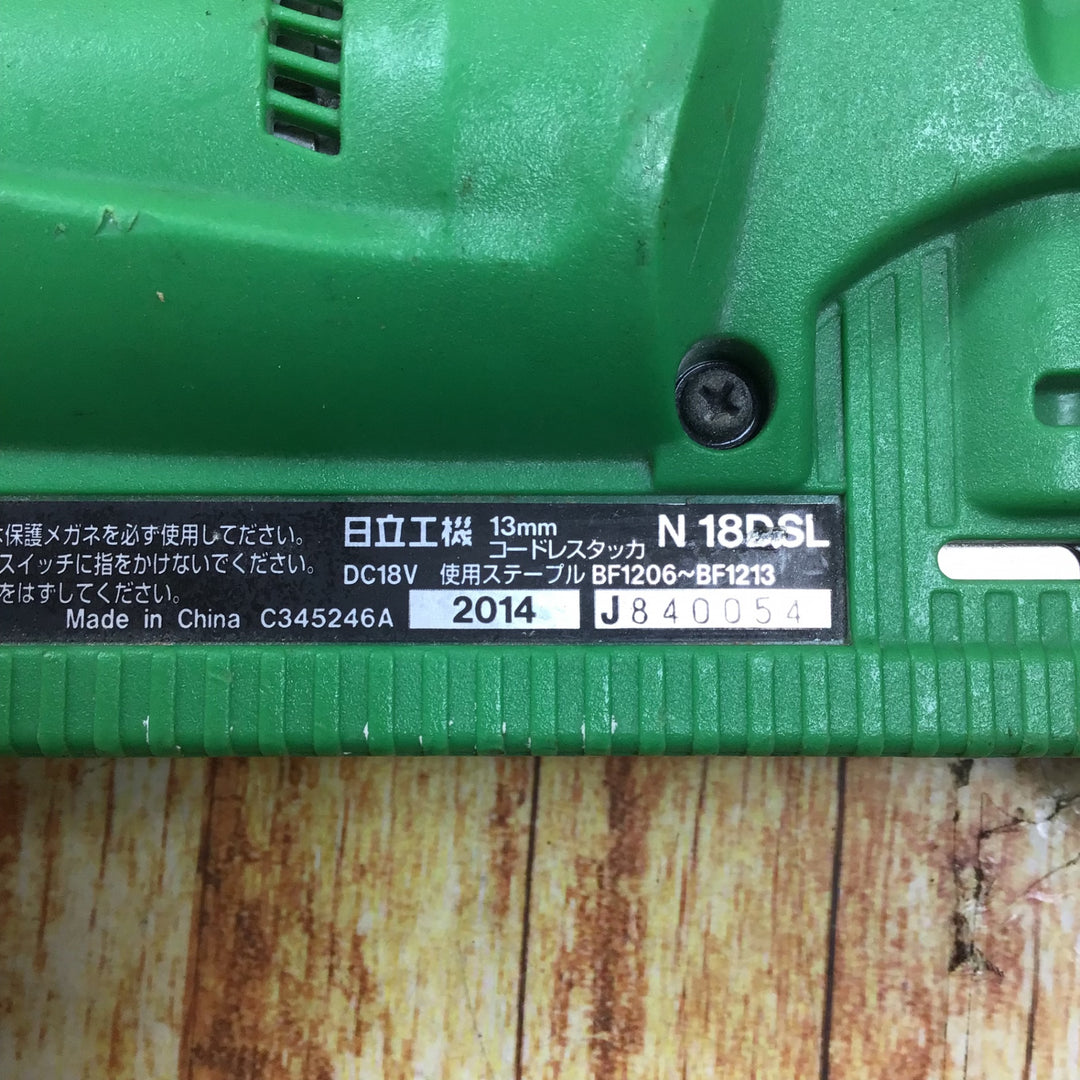 保護メガネを必ず使用してください。
スイッチに指をかけないでください。
をはずしてください。
Made in China C345246A
日立工機 13mm コードレスタッカ N 18DSL
DC18V 使用ステープル BF1206～BF1213
2014 J840054